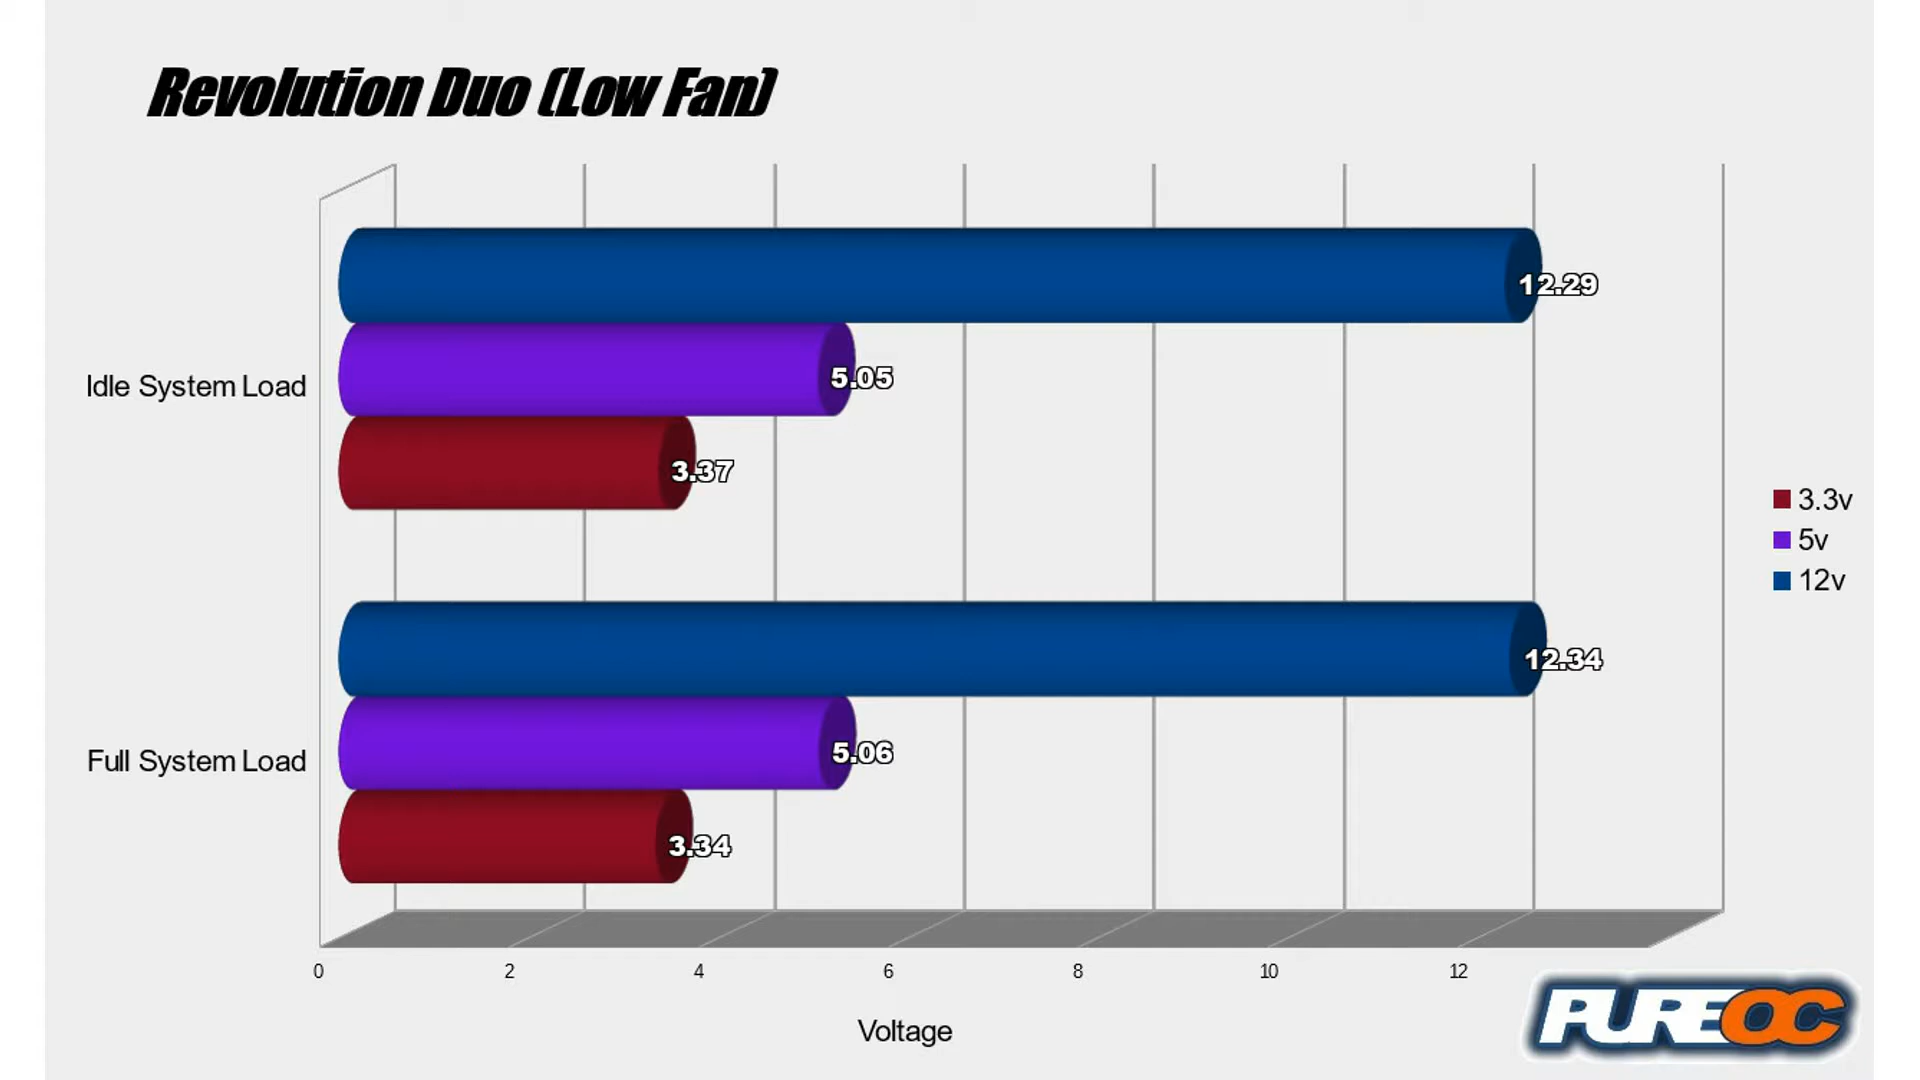 Revolution Duo (Low Fan)
12.29
5.05
Idle System Load
3.37
3.3v
5v
12v
12.34
5.06
Full System Load
3.34
0 2 4 6 8 10 12
Voltage
PUREOC